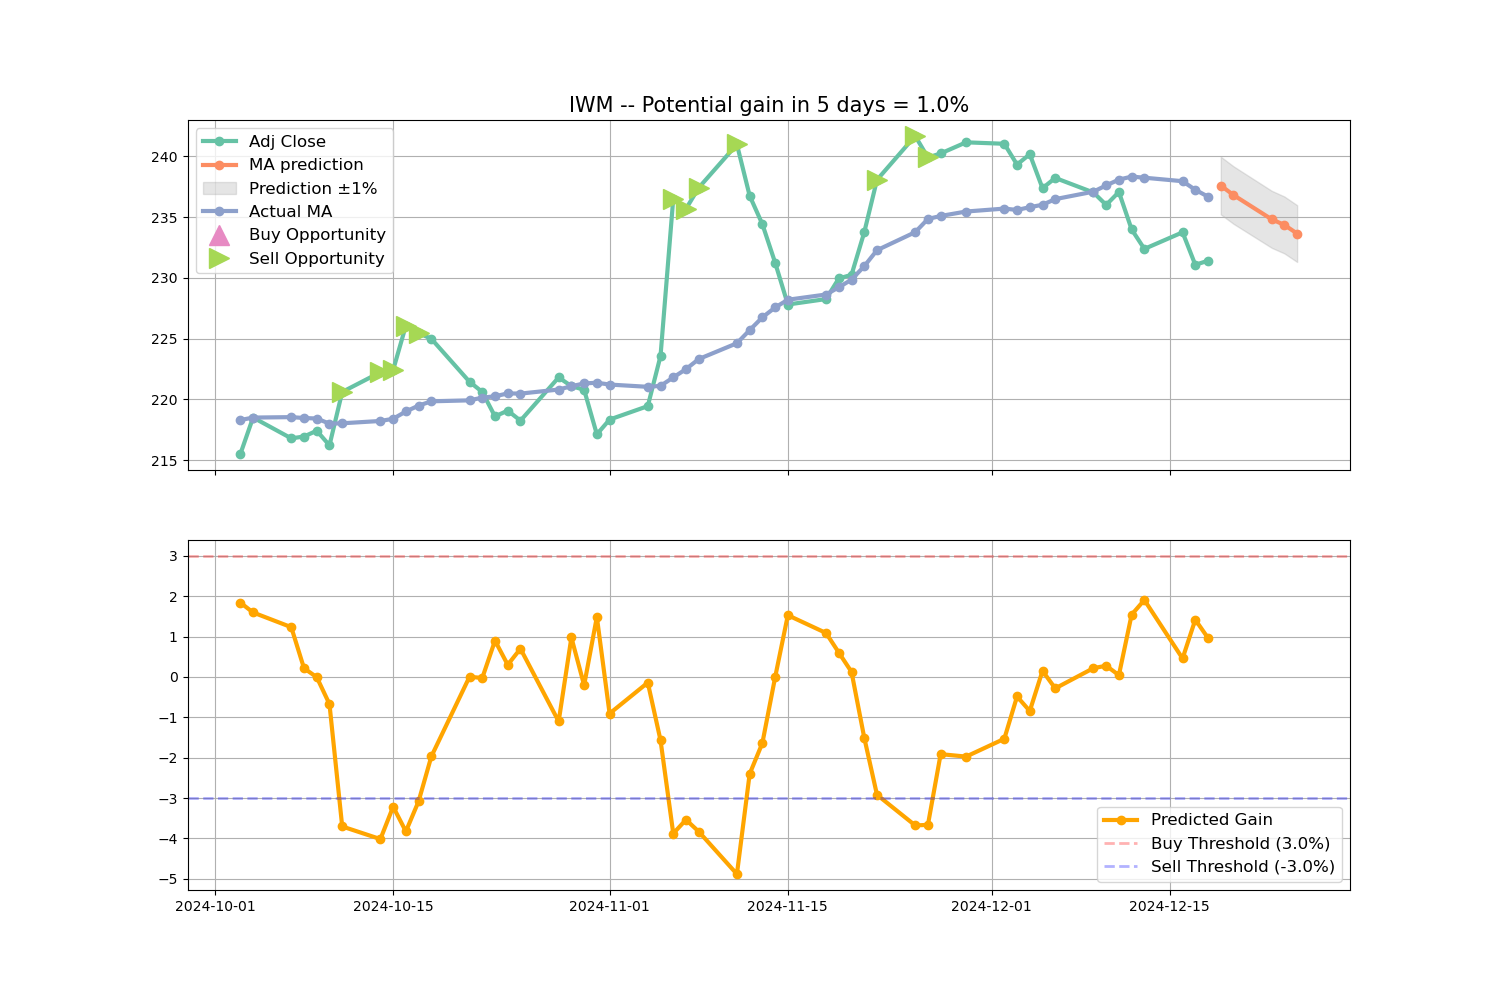 IWM -- Potential gain in 5 days = 1.0%
240
235
230
225
220
215
Adj Close
MA prediction
Prediction ±1%
Actual MA
Buy Opportunity
Sell Opportunity
3
2
1
0
−1
−2
−3
−4
−5
Predicted Gain
Buy Threshold (3.0%)
Sell Threshold (-3.0%)
2024-10-01
2024-10-15
2024-11-01
2024-11-15
2024-12-01
2024-12-15